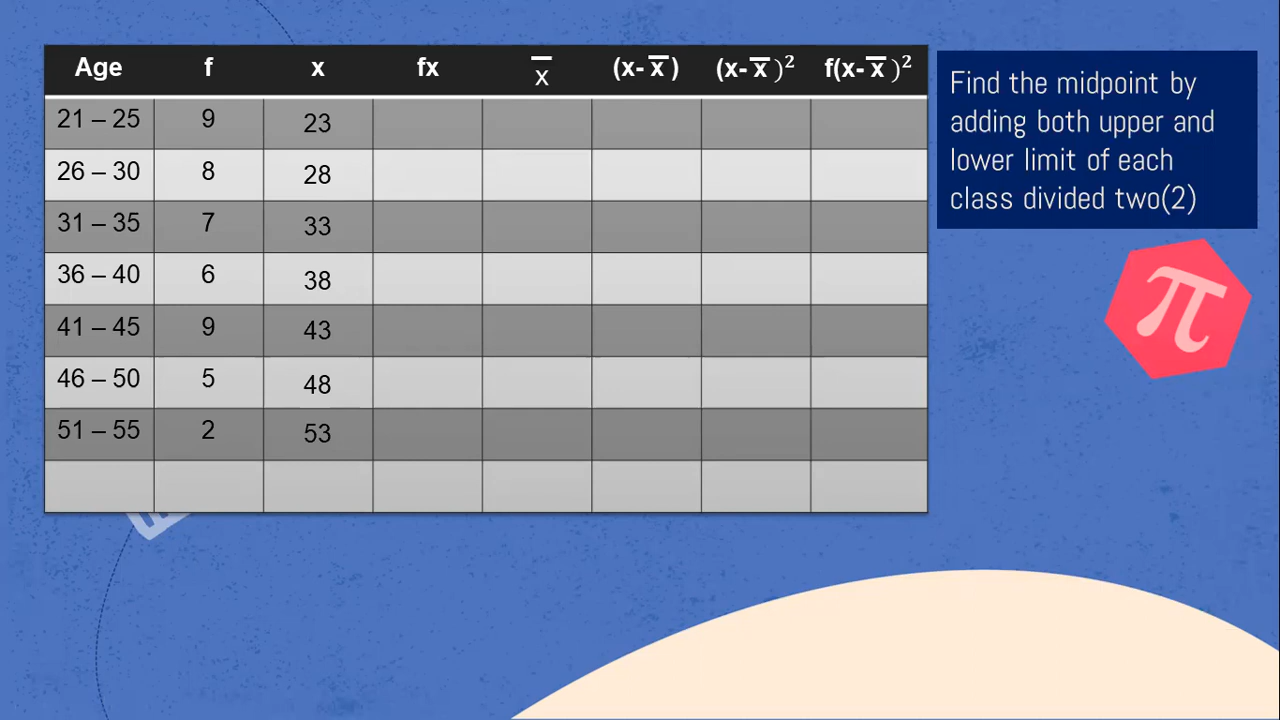 Age f x fx x̅ (x-x̅) (x-x̅)² f(x-x̅)²
21 – 25 9 23
26 – 30 8 28
31 – 35 7 33
36 – 40 6 38
41 – 45 9 43
46 – 50 5 48
51 – 55 2 53
Find the midpoint by
adding both upper and
lower limit of each
class divided two(2)
π